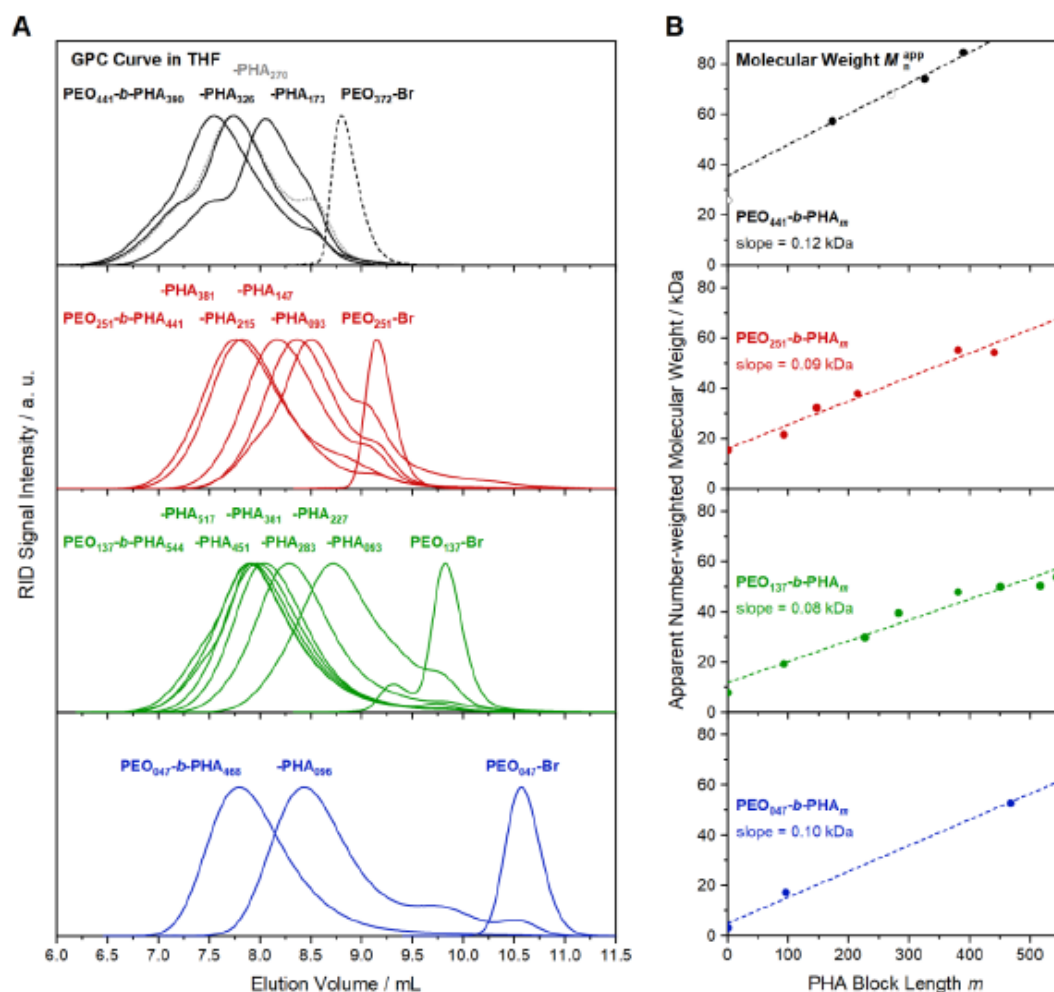 A
GPC Curve in THF
-PHA270
PEO441-b-PHA390 -PHA326 -PHA173 PEO372-Br
-PHA381 -PHA147
PEO251-b-PHA441 -PHA215 -PHA093 PEO251-Br
-PHA517 -PHA381 -PHA227
PEO137-b-PHA544 -PHA451 -PHA283 -PHA093 PEO137-Br
PEO047-b-PHA468 -PHA096 PEO047-Br
RID Signal Intensity / a. u.
6.0 6.5 7.0 7.5 8.0 8.5 9.0 9.5 10.0 10.5 11.0 11.5
Elution Volume / mL
B
Molecular Weight M n app
80
60
40
20
0
PEO441-b-PHAm
slope = 0.12 kDa
80
60
40
20
0
PEO251-b-PHAm
slope = 0.09 kDa
80
60
40
20
0
PEO137-b-PHAm
slope = 0.08 kDa
80
60
40
20
0
PEO047-b-PHAm
slope = 0.10 kDa
Apparent Number-weighted Molecular Weight / kDa
0 100 200 300 400 500
PHA Block Length m